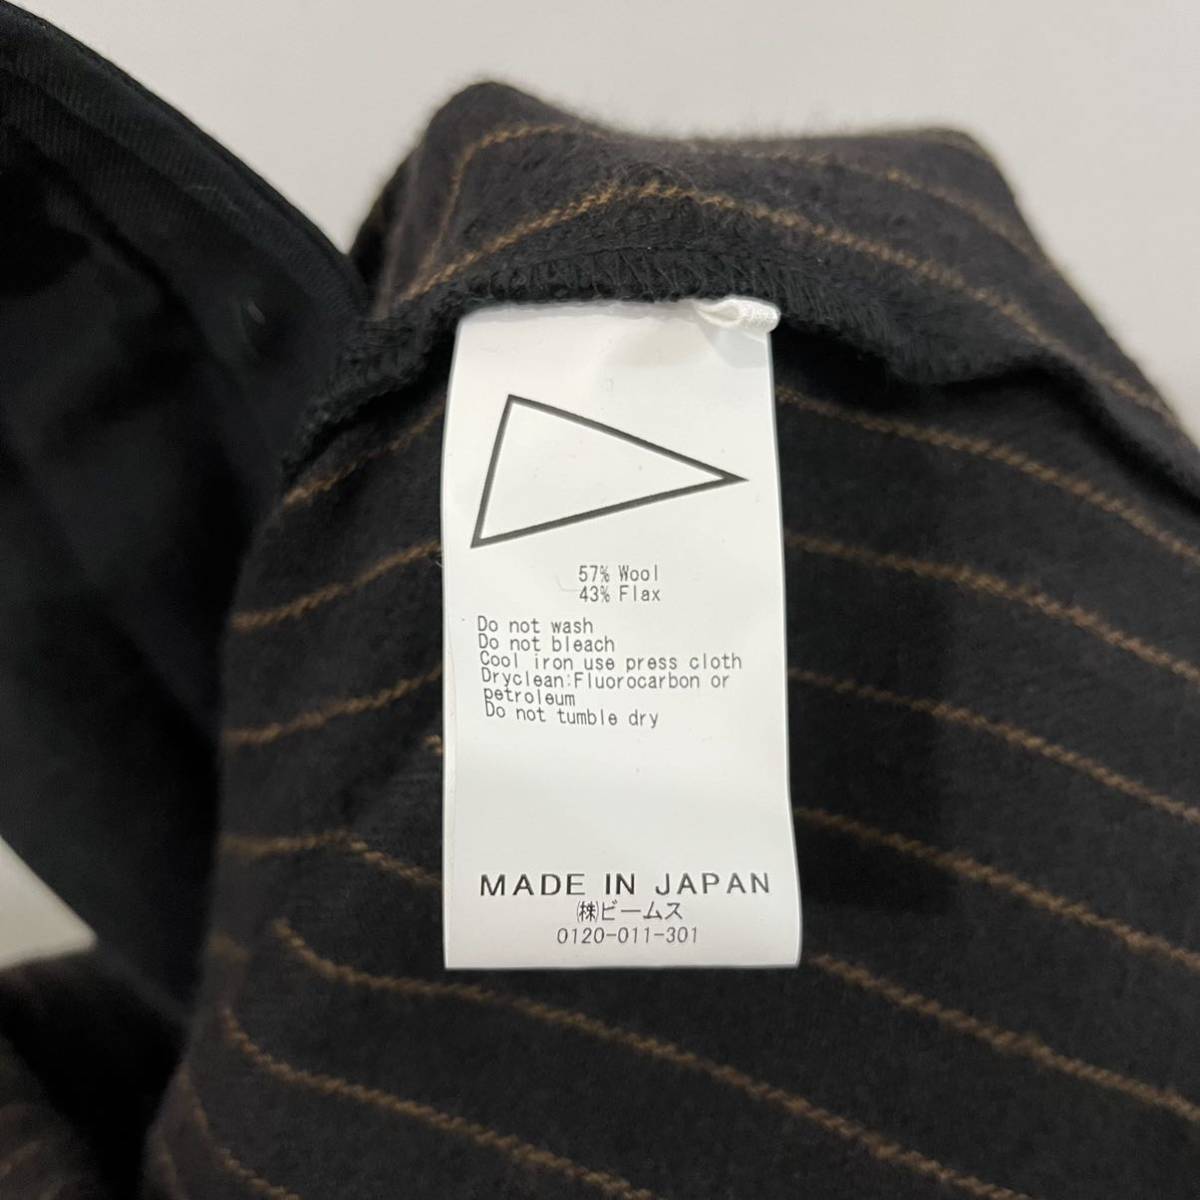 57% Wool
43% Flax
Do not wash
Do not bleach
Cool iron use press cloth
Dryclean:Fluorocarbon or
petroleum
Do not tumble dry
MADE IN JAPAN
㈱ビームス
0120-011-301